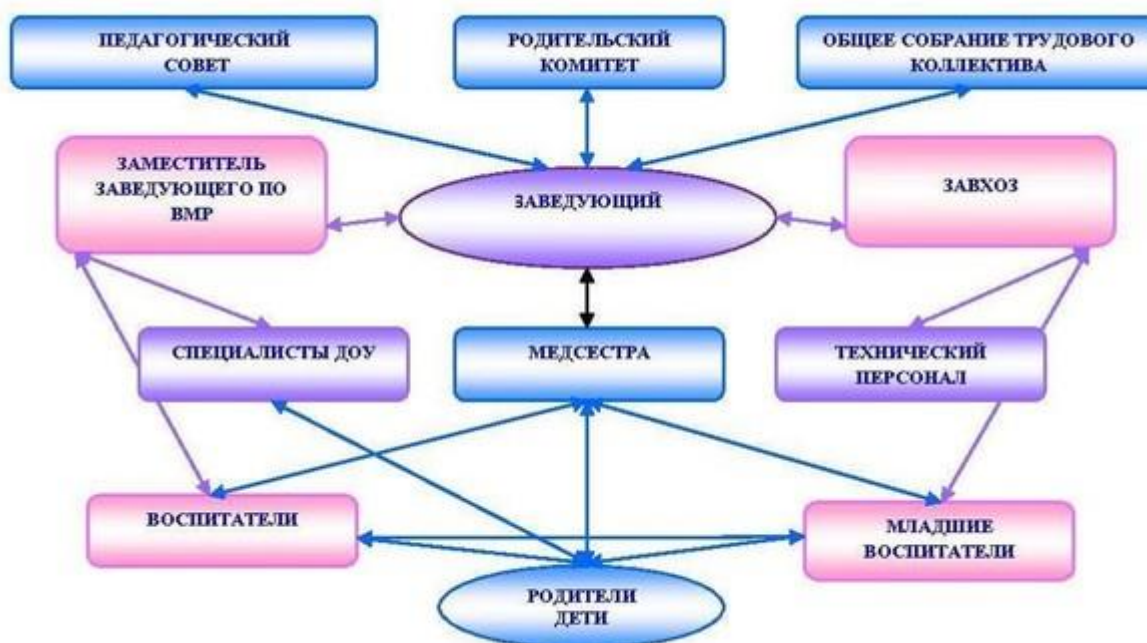 ПЕДАГОГИЧЕСКИЙ
СОВЕТ
РОДИТЕЛЬСКИЙ
КОМИТЕТ
ОБЩЕЕ СОБРАНИЕ ТРУДОВОГО
КОЛЛЕКТИВА
ЗАМЕСТИТЕЛЬ
ЗАВЕДУЮЩЕГО ПО
ВМР
ЗАВЕДУЮЩИЙ
ЗАВХОЗ
СПЕЦИАЛИСТЫ ДОУ
МЕДСЕСТРА
ТЕХНИЧЕСКИЙ
ПЕРСОНАЛ
ВОСПИТАТЕЛИ
МЛАДШИЕ
ВОСПИТАТЕЛИ
РОДИТЕЛИ
ДЕТИ